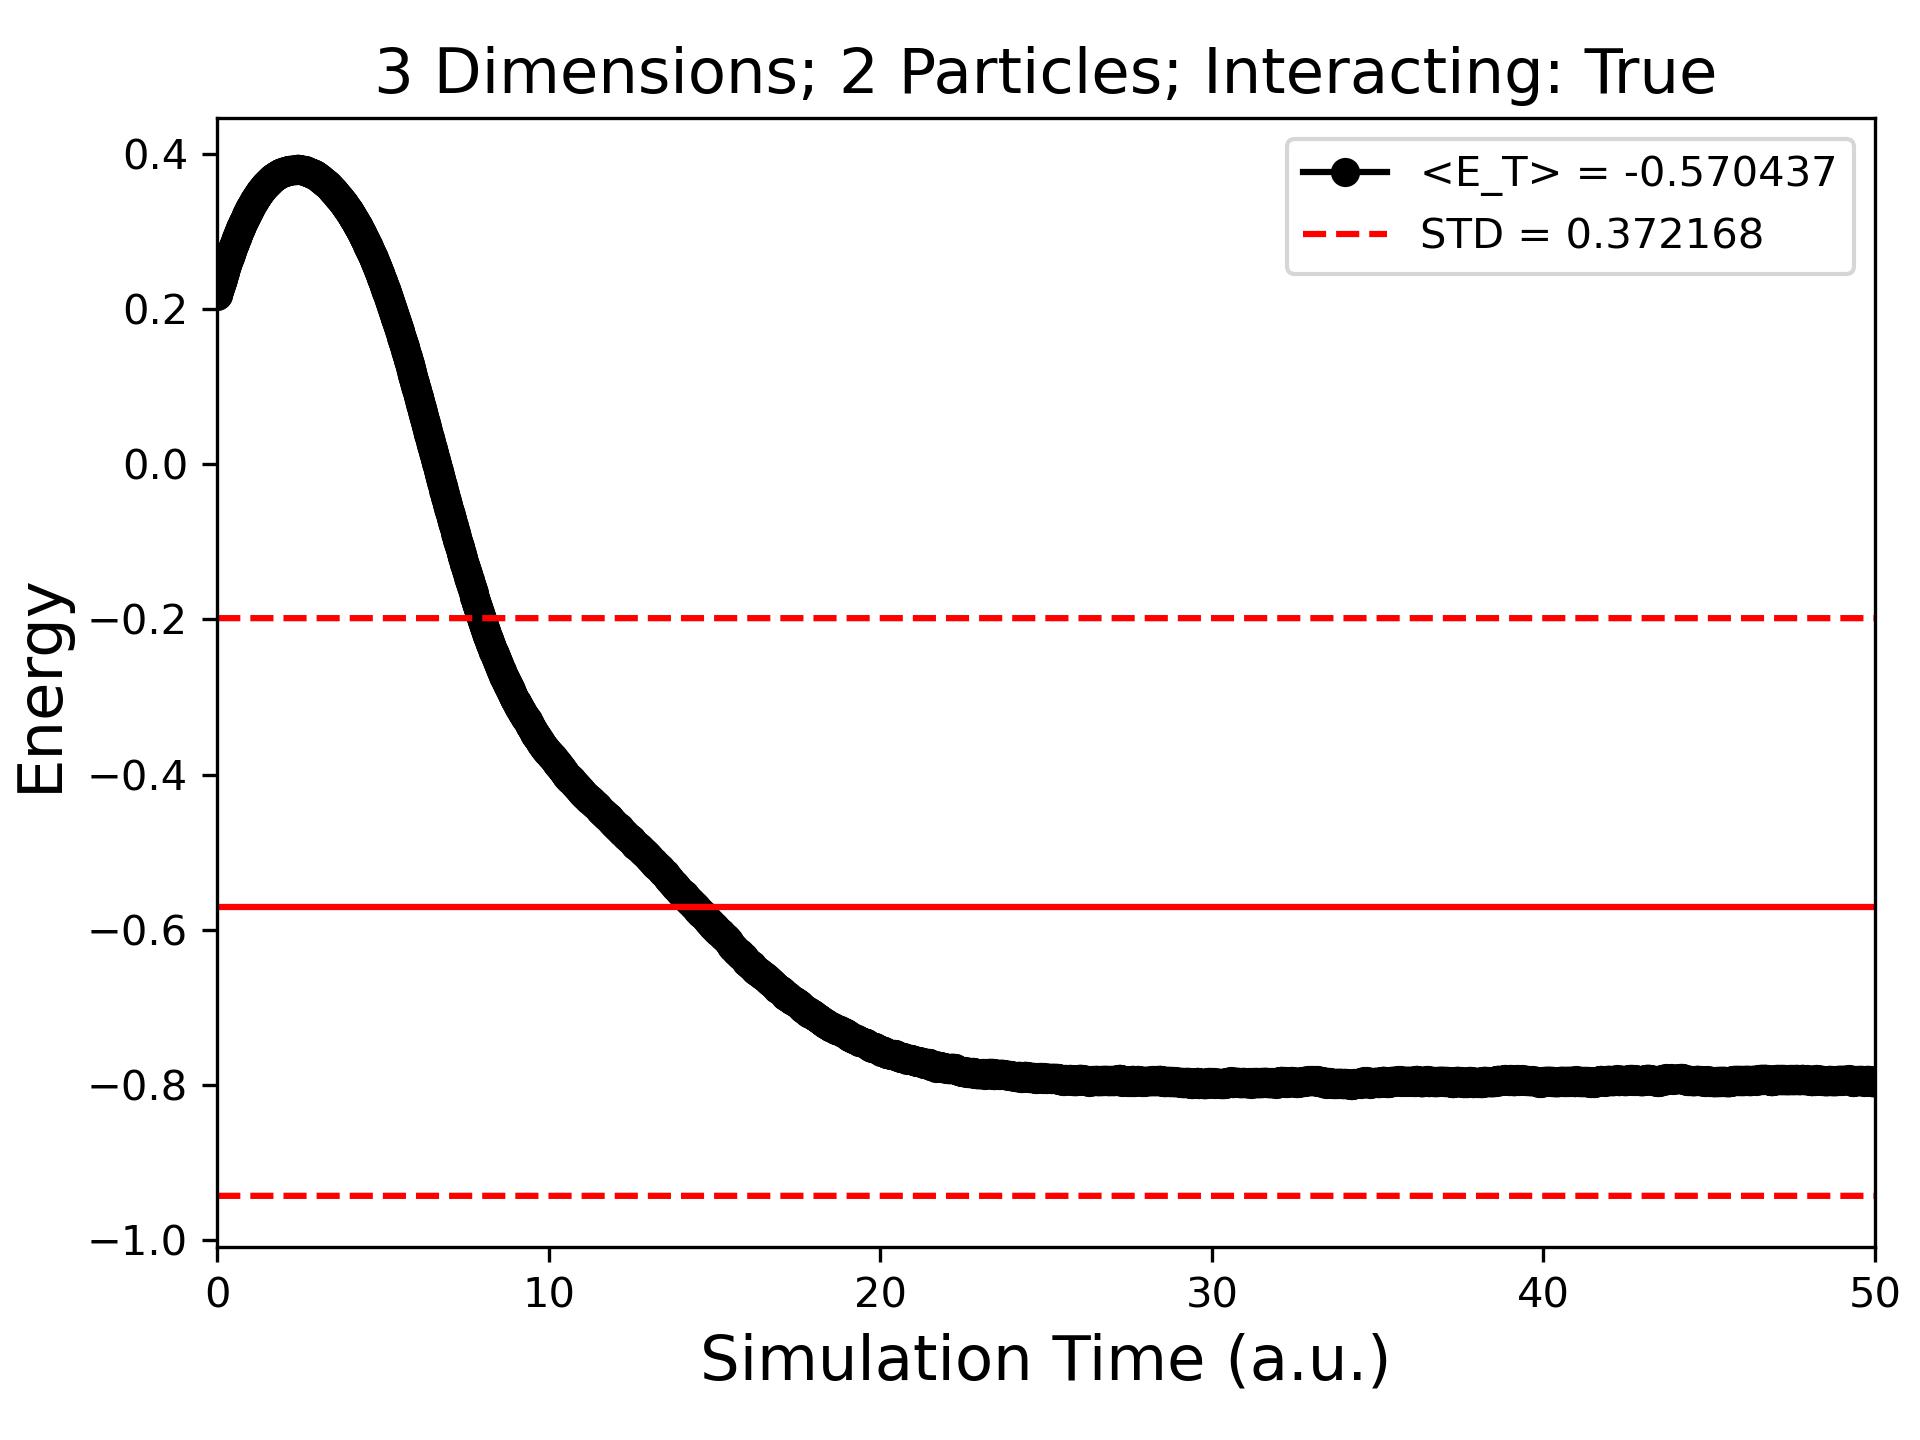 3 Dimensions; 2 Particles; Interacting: True
<E_T> = -0.570437
STD = 0.372168
Energy
0.4
0.2
0.0
−0.2
−0.4
−0.6
−0.8
−1.0
0 10 20 30 40 50
Simulation Time (a.u.)